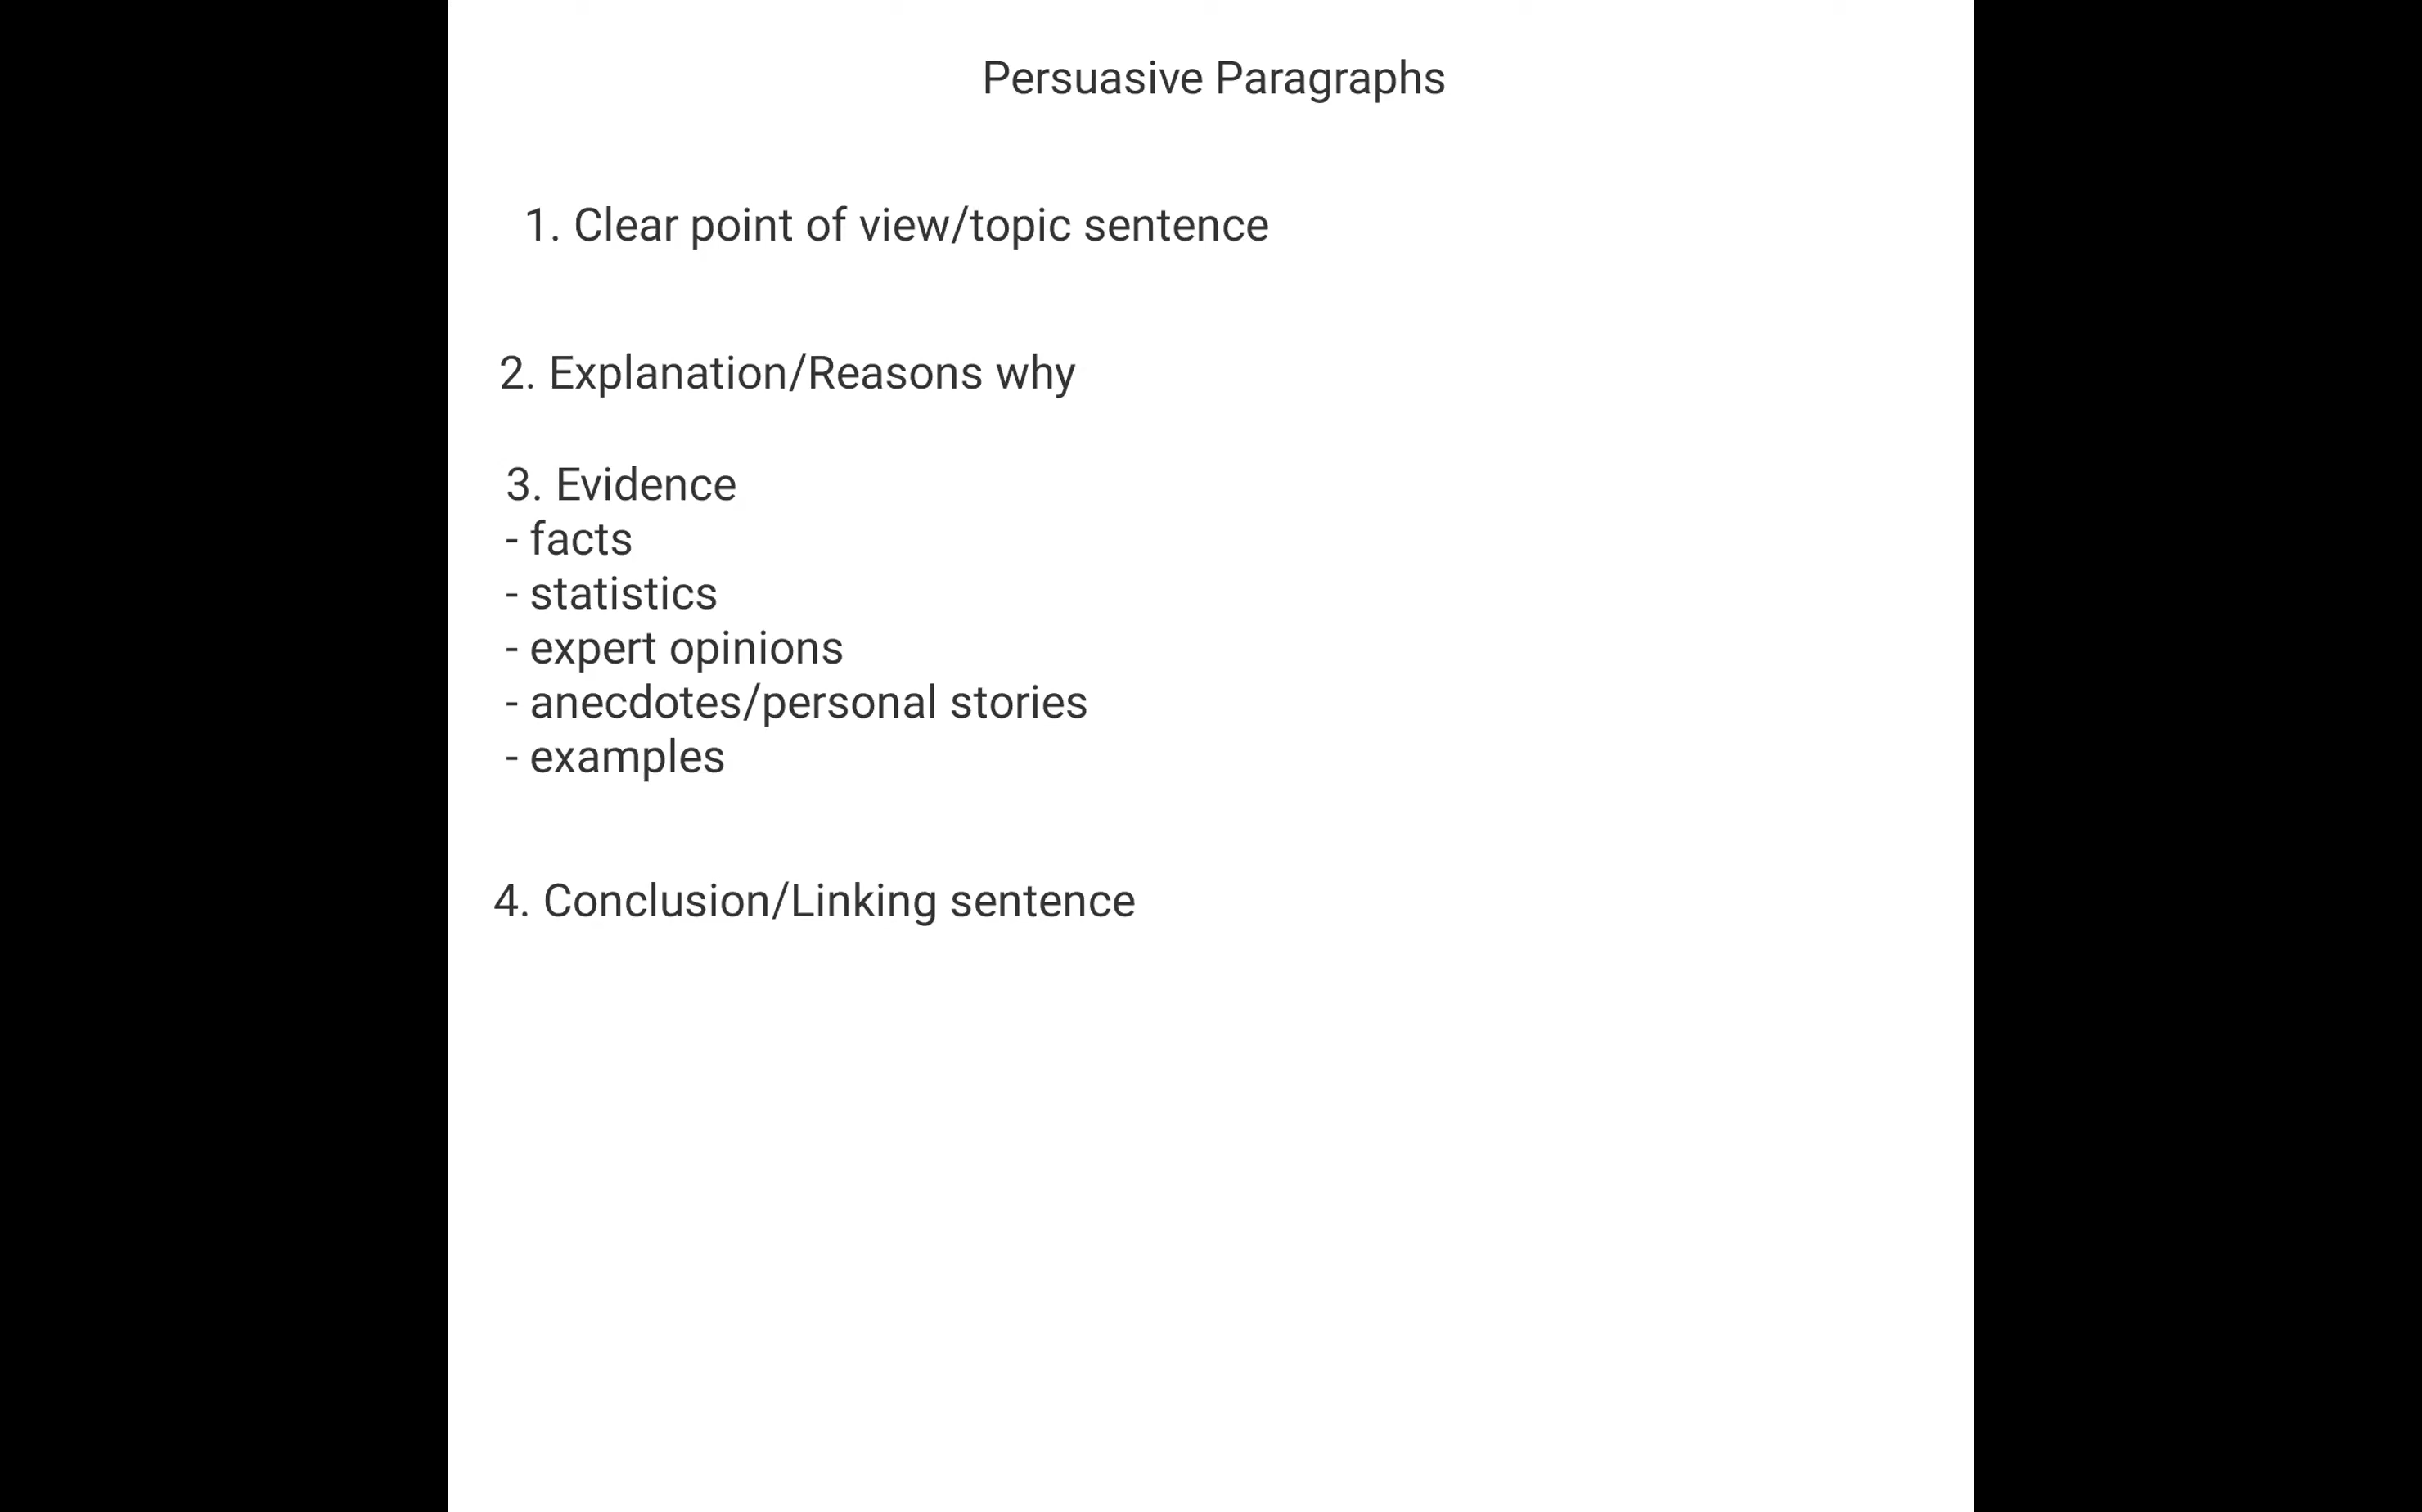 Persuasive Paragraphs
1. Clear point of view/topic sentence
2. Explanation/Reasons why
3. Evidence
- facts
- statistics
- expert opinions
- anecdotes/personal stories
- examples
4. Conclusion/Linking sentence